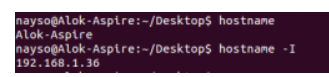 nayso@Alok-Aspire:~/Desktop$ hostname
Alok-Aspire
nayso@Alok-Aspire:~/Desktop$ hostname -I
192.168.1.36